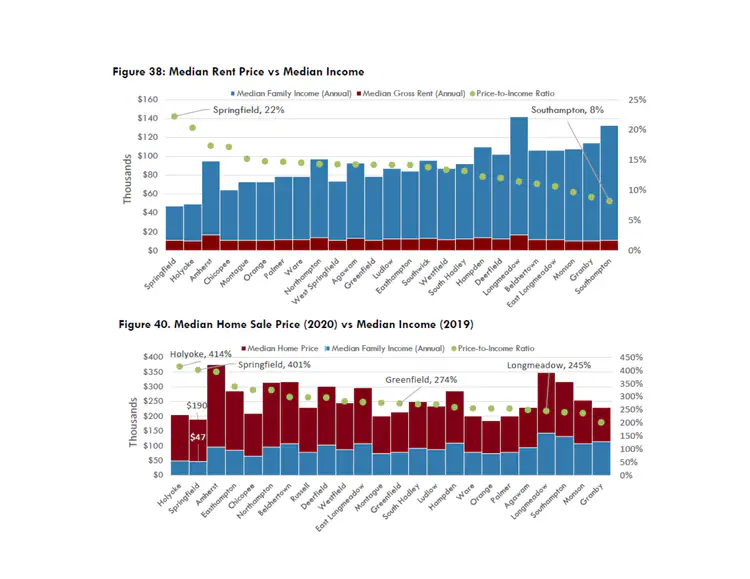 Figure 38: Median Rent Price vs Median Income
Median Family Income (Annual) Median Gross Rent (Annual) Price-to-Income Ratio
$160 25%
Springfield, 22% Southampton, 8%
$140
$120 20%
$100 15%
$80
$60 10%
$40 5%
$20
$0 0%
Thousands
Springfield
Holyoke
Amherst
Chicopee
Montague
Orange
Palmer
Ware
Northampton
West Springfield
Agawam
Greenfield
Ludlow
Easthampton
Southwick
Westfield
South Hadley
Hampden
Deerfield
Longmeadow
Belchertown
East Longmeadow
Monson
Granby
Southampton
Figure 40. Median Home Sale Price (2020) vs Median Income (2019)
Median Home Price Median Family Income (Annual) Price-to-Income Ratio
$400 450%
Holyoke, 414%
$350 400%
Springfield, 401% Longmeadow, 245%
$300 350%
Greenfield, 274%
$250 300%
$200 250%
$190
$150 200%
$47
$100 150%
$50 100%
50%
$0 0%
Thousands
Holyoke
Springfield
Amherst
Easthampton
Chicopee
Northampton
Belchertown
Russell
Deerfield
Westfield
East Longmeadow
Montague
Greenfield
South Hadley
Ludlow
Hampden
Ware
Orange
Palmer
Agawam
Longmeadow
Southampton
Monson
Granby